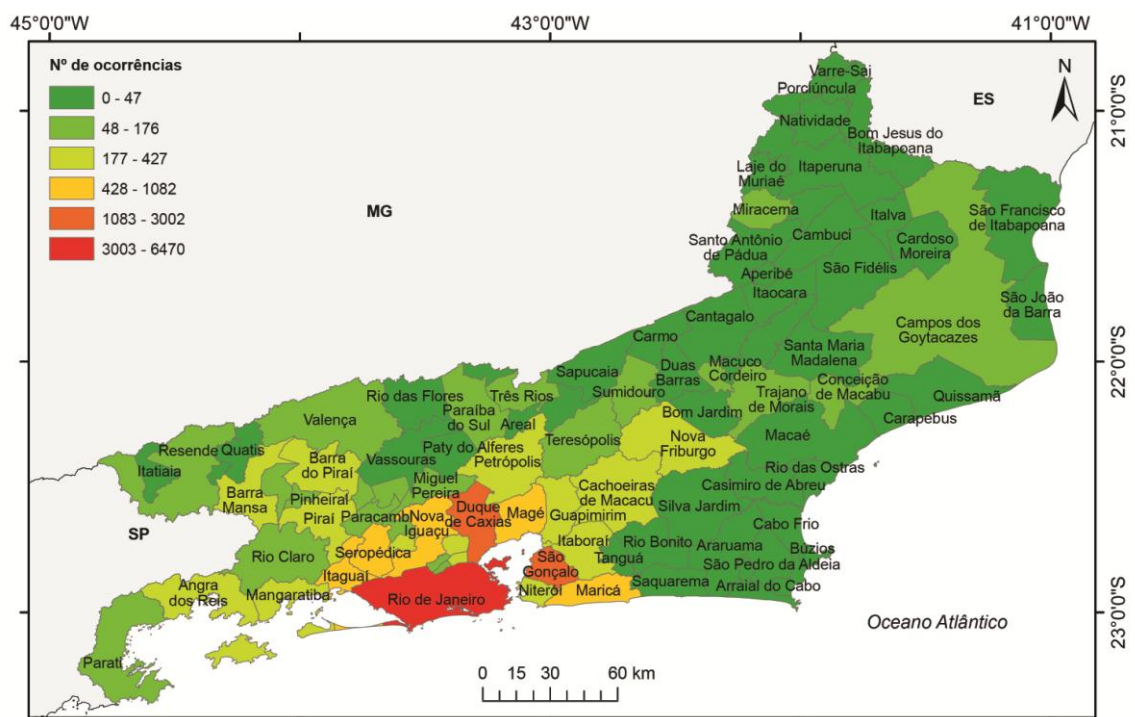 45°0'0"W
43°0'0"W
41°0'0"W
Nº de ocorrências
0 - 47
48 - 176
177 - 427
428 - 1082
1083 - 3002
3003 - 6470
N
ES
MG
SP
21°0'0"S
22°0'0"S
23°0'0"S
Varre-Sai
Porciúncula
Natividade
Bom Jesus do
Itabapoana
Laje do
Muriaé
Itaperuna
Miracema
Italva
São Francisco
de Itabapoana
Santo Antônio
de Pádua
Cambuci
Cardoso
Moreira
Aperibé
São Fidélis
Itaocara
São João
da Barra
Cantagalo
Campos dos
Goytacazes
Carmo
Santa Maria
Madalena
Sapucaia
Duas
Barras
Macuco
Cordeiro
Conceição
de Macabu
Rio das Flores
Três Rios
Sumidouro
Trajano
de Morais
Quissamã
Valença
Paraíba
do Sul
Areal
Bom Jardim
Carapebus
Resende
Quatis
Paty do Alferes
Teresópolis
Nova
Friburgo
Macaé
Itatiaia
Barra
do Piraí
Vassouras
Petrópolis
Rio das Ostras
Barra
Mansa
Pinheiral
Miguel
Pereira
Cachoeiras
de Macacu
Casimiro de Abreu
Piraí
Paracamb
Nova
Iguaçu
Duque
de Caxias
Magé
Guapimirim
Silva Jardim
Cabo Frio
Rio Claro
Seropédica
Itaboraí
Tanguá
Rio Bonito
Araruama
Búzios
São
Gonçalo
São Pedro da Aldeia
Itaguaí
Angra
dos Reis
Mangaratiba
Rio de Janeiro
Niterói
Maricá
Saquarema
Arraial do Cabo
Oceano Atlântico
Parati
0 15 30 60 km